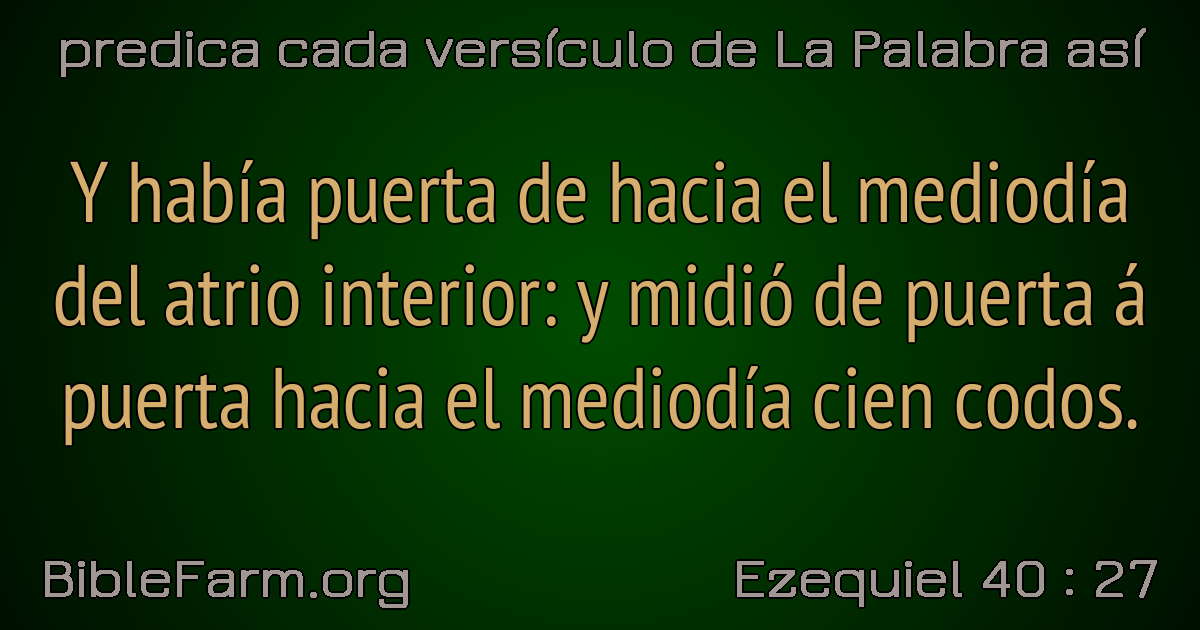 predica cada versículo de La Palabra así
Y había puerta de hacia el mediodía
del atrio interior: y midió de puerta á
puerta hacia el mediodía cien codos.
BibleFarm.org
Ezequiel 40 : 27